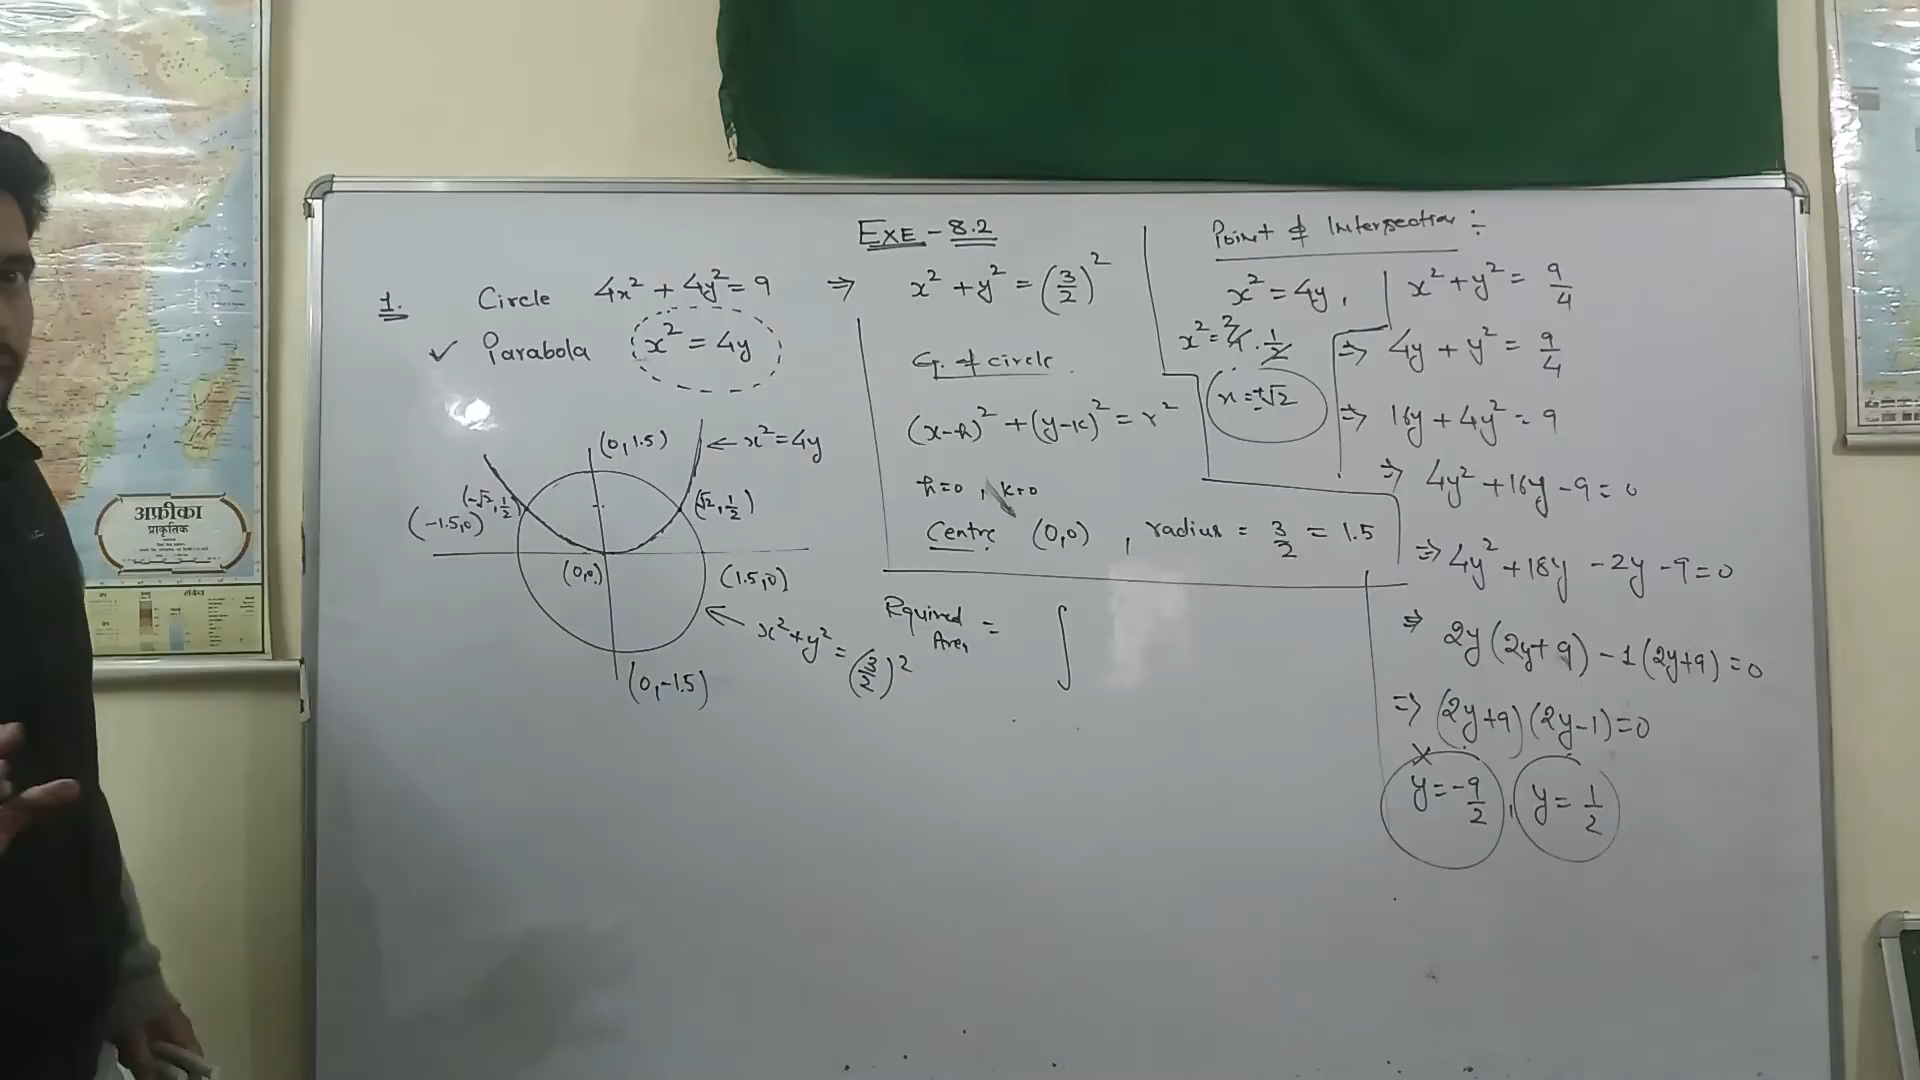 Exe - 8.2
1. Circle 4x² + 4y² = 9 ⇒ x² + y² = (3/2)²
✓ Parabola x² = 4y
G. of circle
(x-h)² + (y-k)² = r²
h=0 , k=0
Centre (0,0) , radius = 3/2 = 1.5
(0,1.5)
← x² = 4y
(-√2, 1/2)
(√2, 1/2)
(-1.5,0)
(0,0)
(1.5,0)
← x² + y² = (3/2)²
(0,-1.5)
Required Area = ∫
Point of Intersection :
x² = 4y ,
x² = 4 . 1/2
x = ±√2
x² + y² = 9/4
⇒ 4y + y² = 9/4
⇒ 16y + 4y² = 9
⇒ 4y² + 16y - 9 = 0
⇒ 4y² + 18y - 2y - 9 = 0
⇒ 2y(2y+9) - 1(2y+9) = 0
⇒ (2y+9)(2y-1) = 0
y = -9/2 , y = 1/2
अफ्रीका
प्राकृतिक